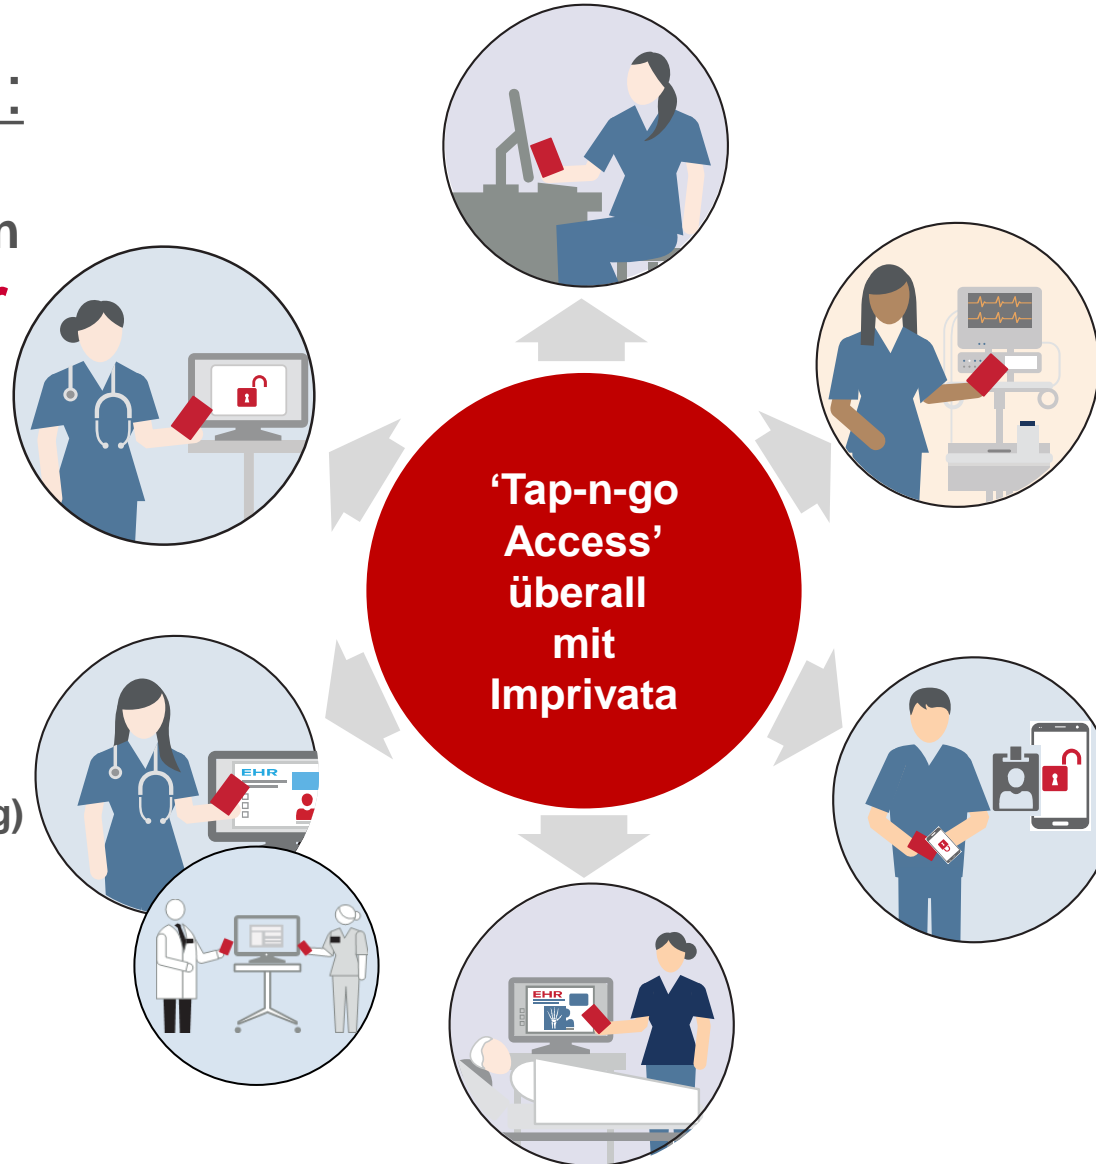 :
n
‘Tap-n-go
Access’
überall
mit
Imprivata
EHR
g)
EHR